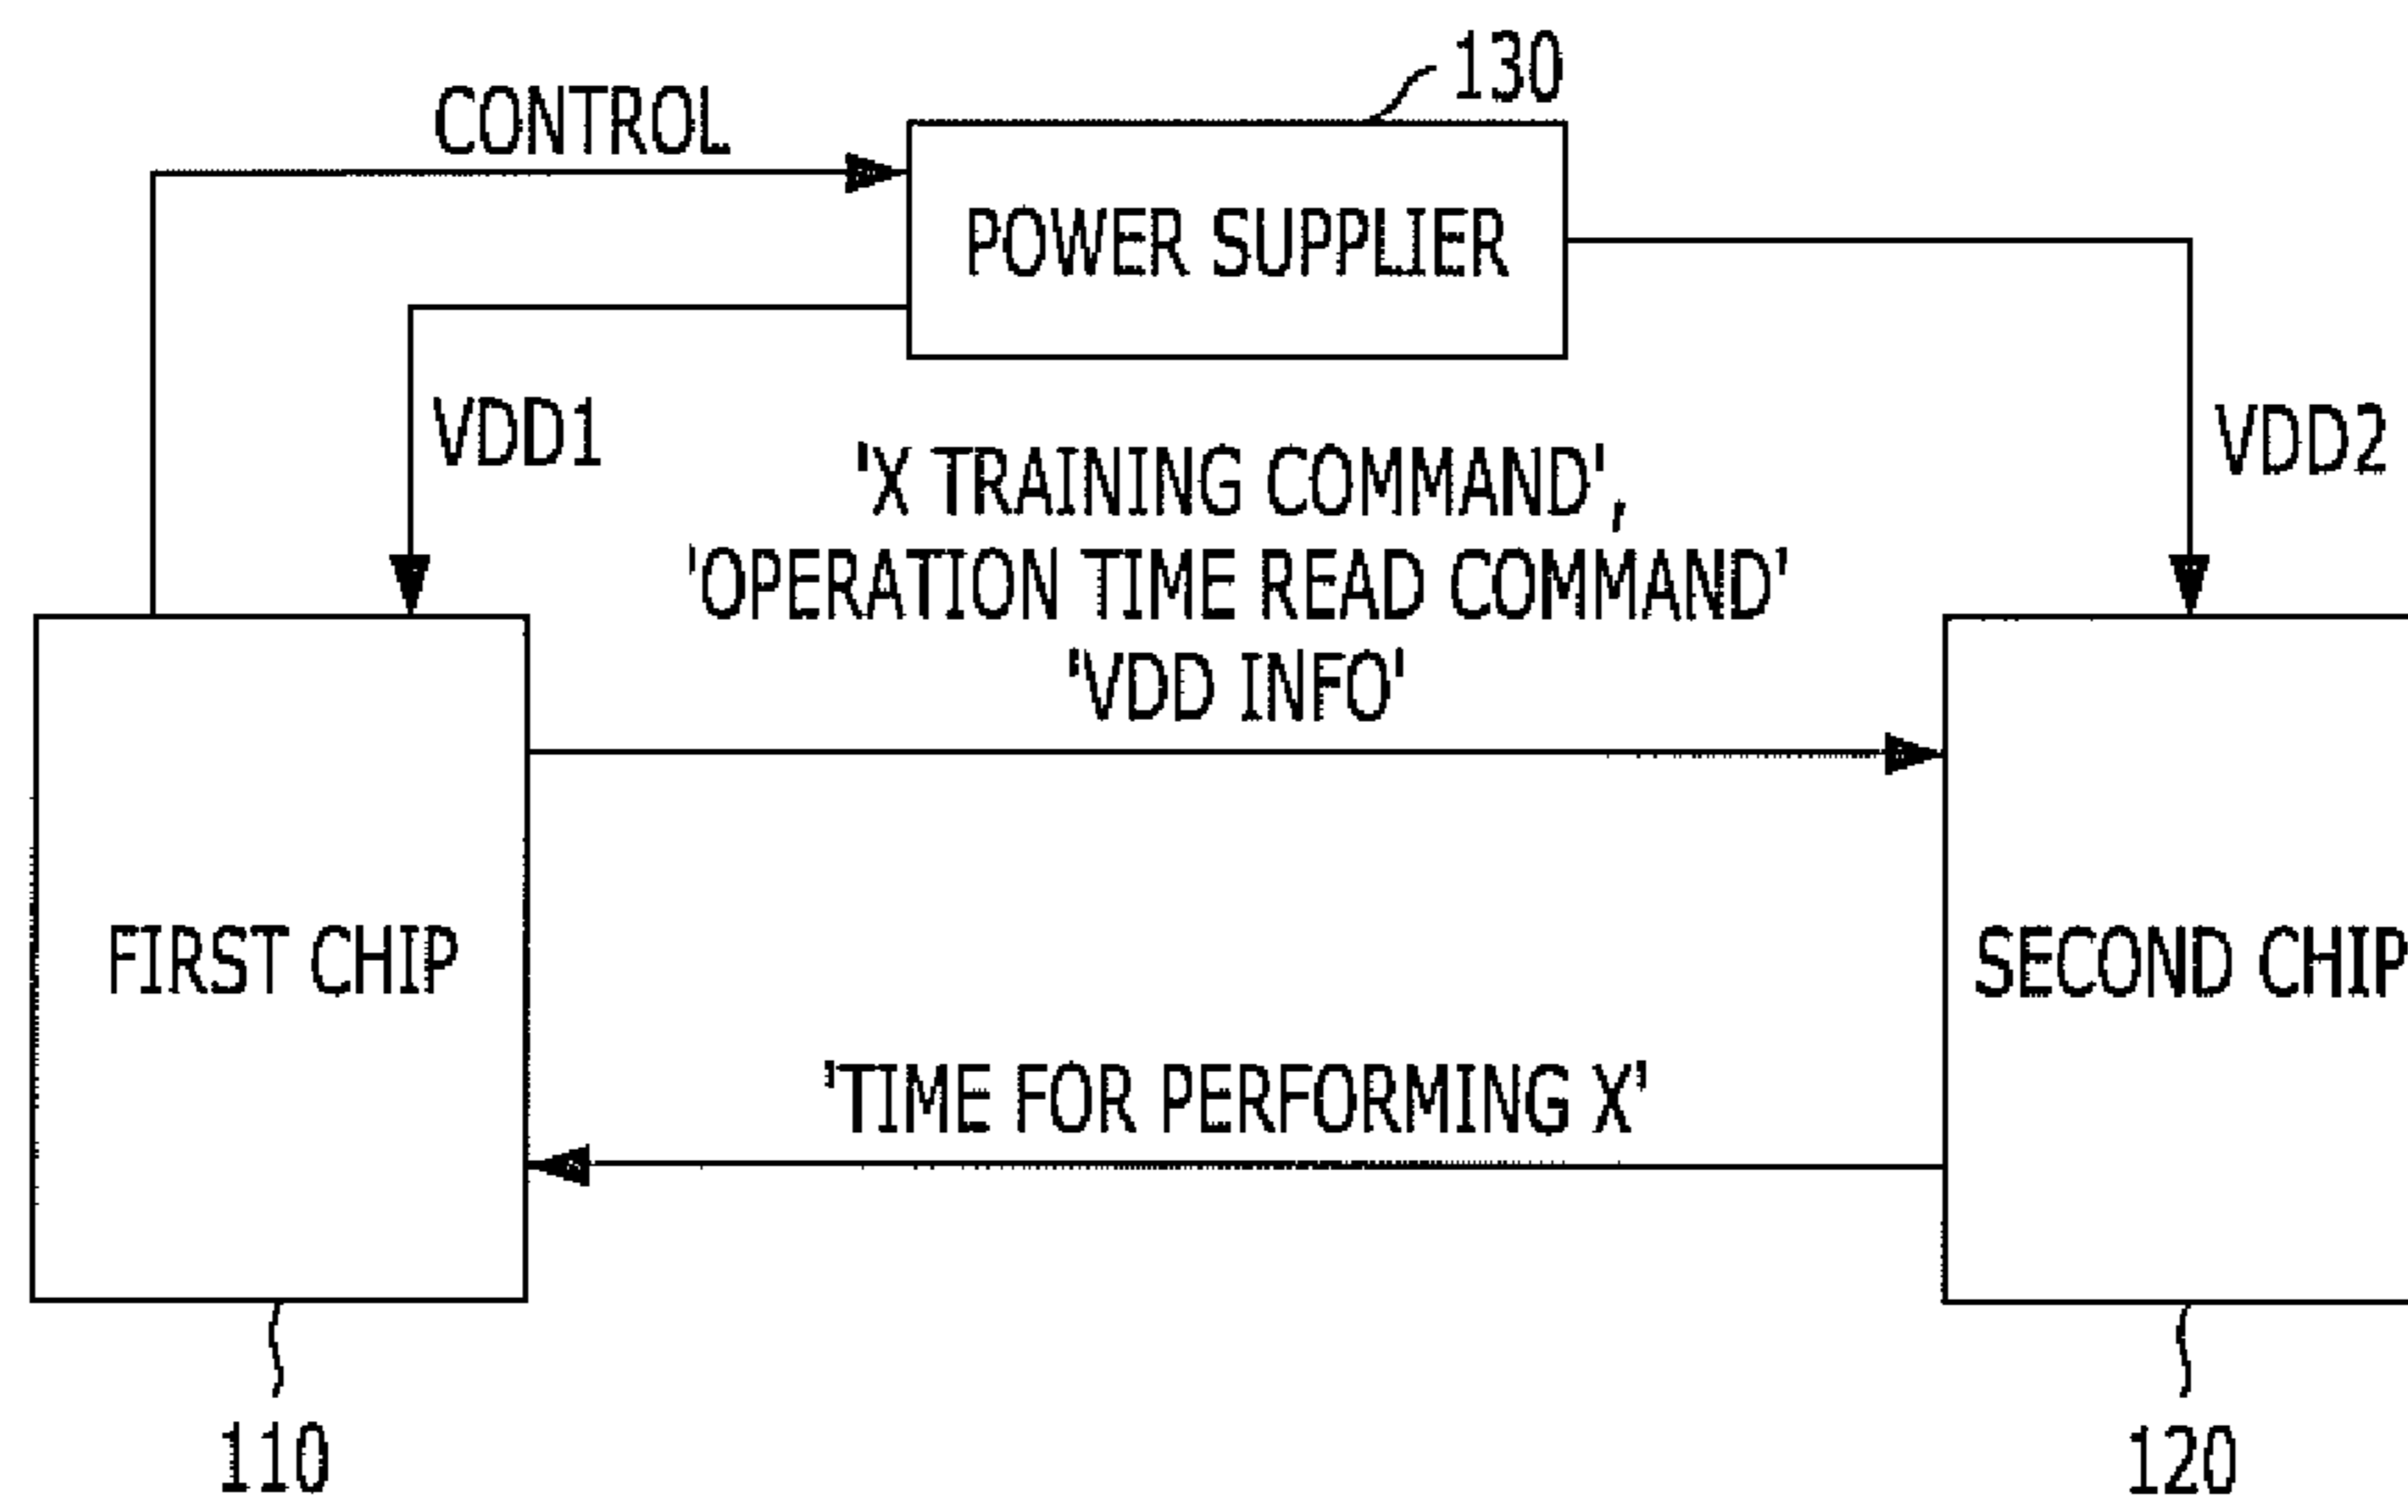 130
CONTROL
POWER SUPPLIER
VDD1
VDD2
'X TRAINING COMMAND',
'OPERATION TIME READ COMMAND'
'VDD INFO'
FIRST CHIP
SECOND CHIP
'TIME FOR PERFORMING X'
110
120